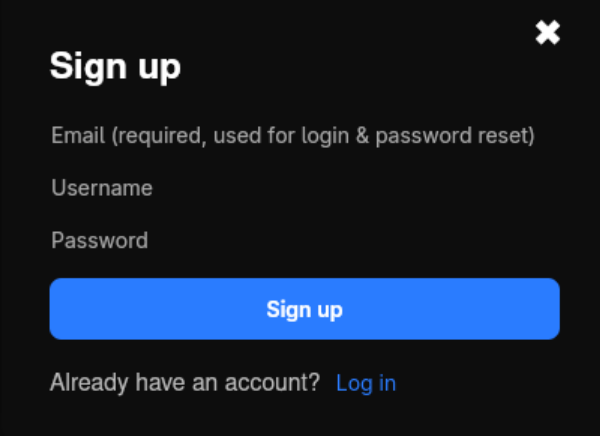 Sign up
Email (required, used for login & password reset)
Username
Password
Sign up
Already have an account? Log in